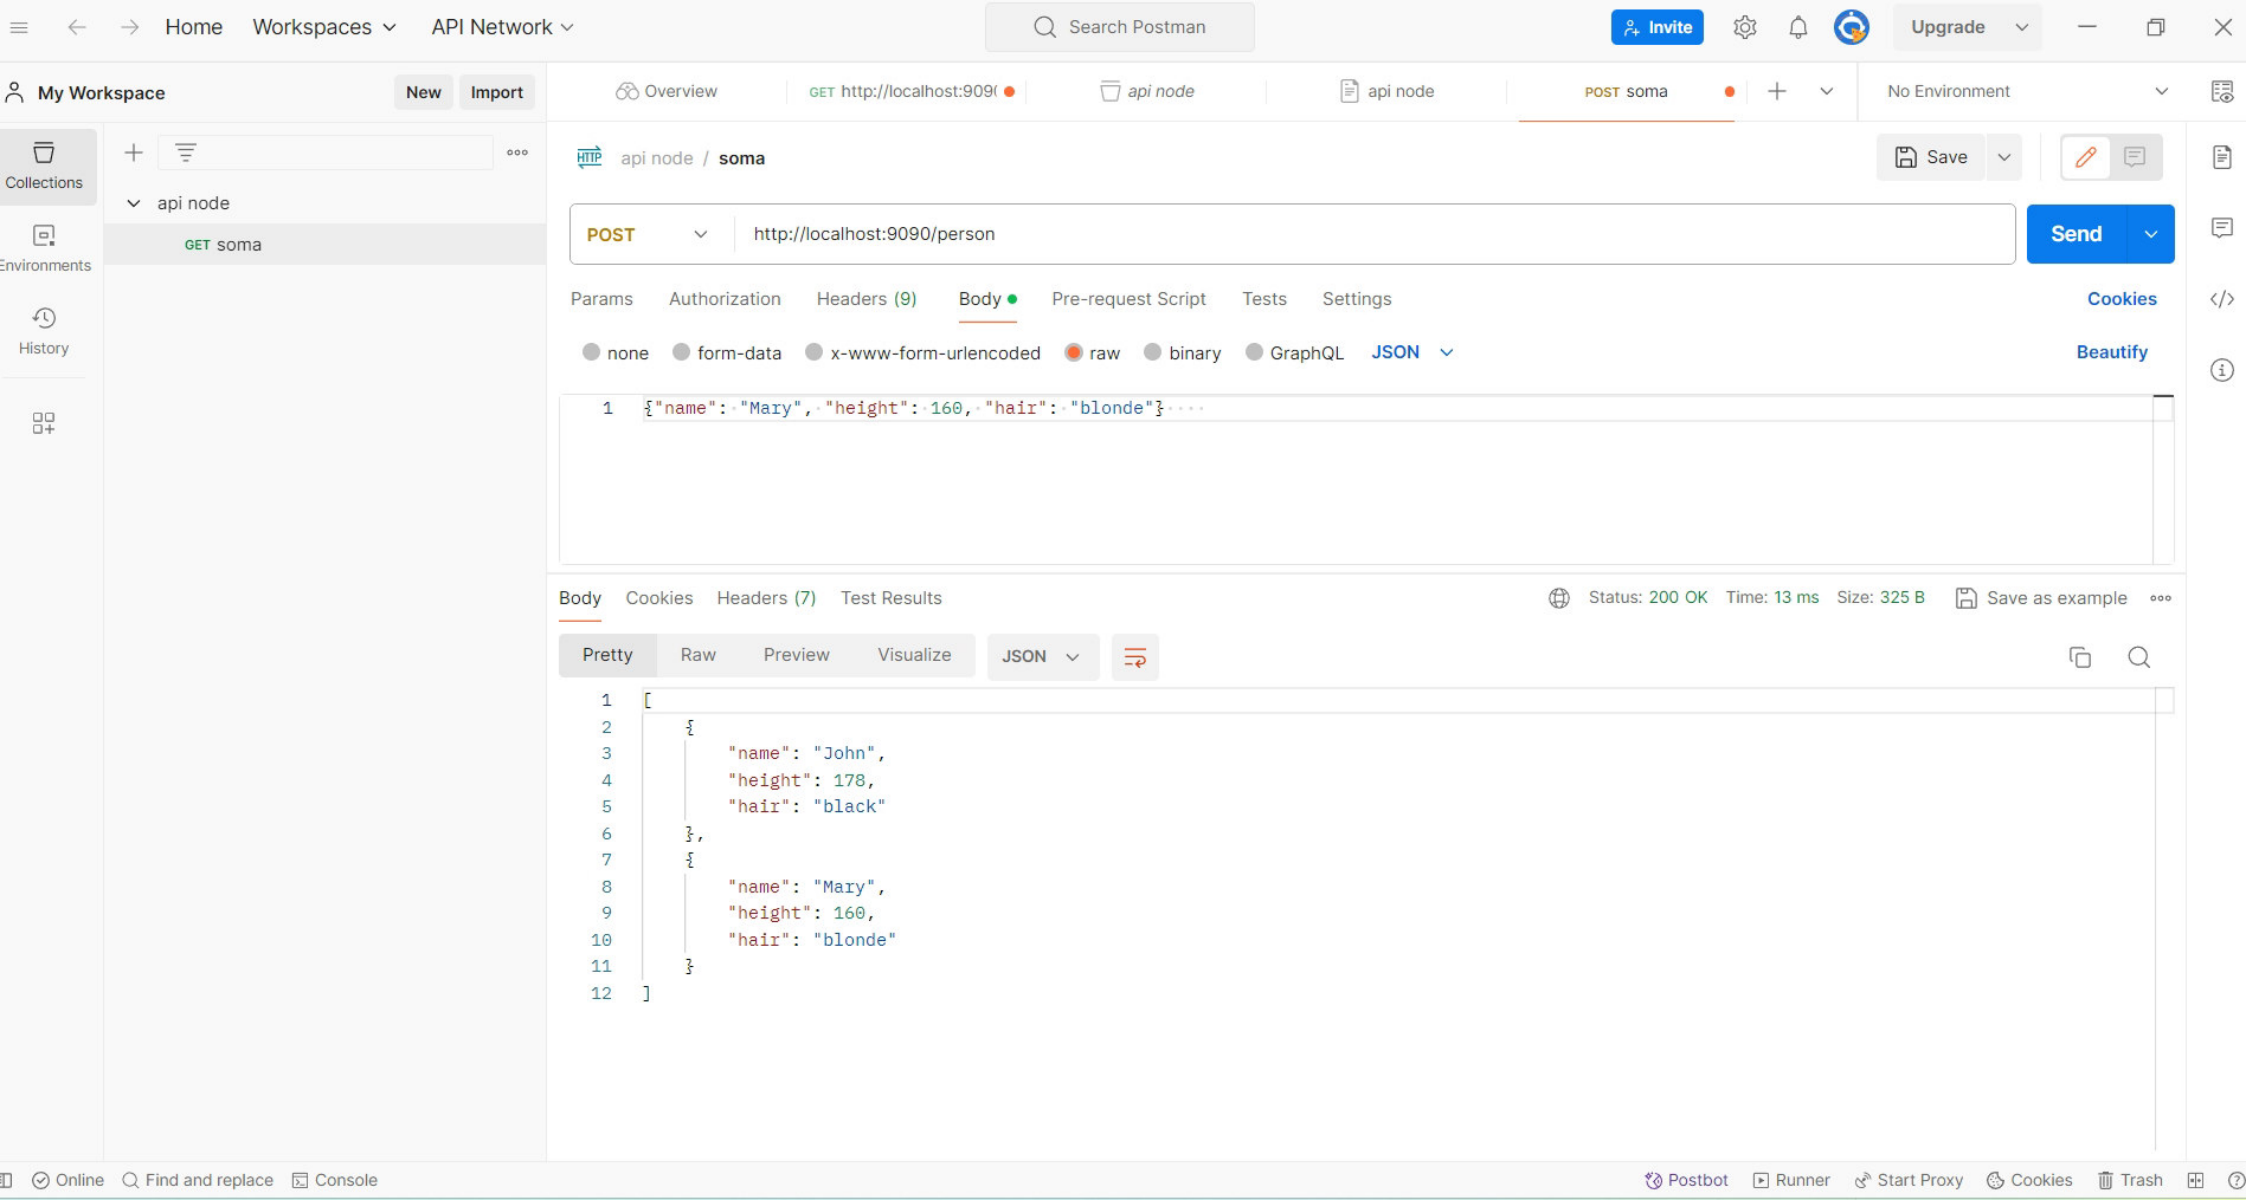 Home Workspaces API Network Search Postman Invite Upgrade
My Workspace New Import Overview GET http://localhost:909 api node api node POST soma No Environment
Collections
HTTP api node / soma Save
api node
GET soma
Environments
POST http://localhost:9090/person Send
History
Params Authorization Headers (9) Body Pre-request Script Tests Settings Cookies
none form-data x-www-form-urlencoded raw binary GraphQL JSON Beautify
1 {"name": "Mary", "height": 160, "hair": "blonde"}
Body Cookies Headers (7) Test Results Status: 200 OK Time: 13 ms Size: 325 B Save as example
Pretty Raw Preview Visualize JSON
1 [
2 {
3 "name": "John",
4 "height": 178,
5 "hair": "black"
6 },
7 {
8 "name": "Mary",
9 "height": 160,
10 "hair": "blonde"
11 }
12 ]
Online Find and replace Console Postbot Runner Start Proxy Cookies Trash